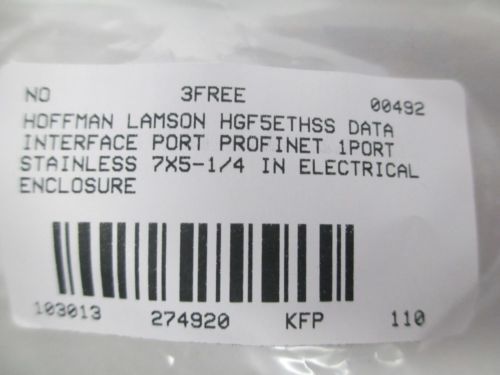 NO 3FREE 00492
HOFFMAN LAMSON HGF5ETHSS DATA
INTERFACE PORT PROFINET 1PORT
STAINLESS 7X5-1/4 IN ELECTRICAL
ENCLOSURE
103013 274920 KFP 110